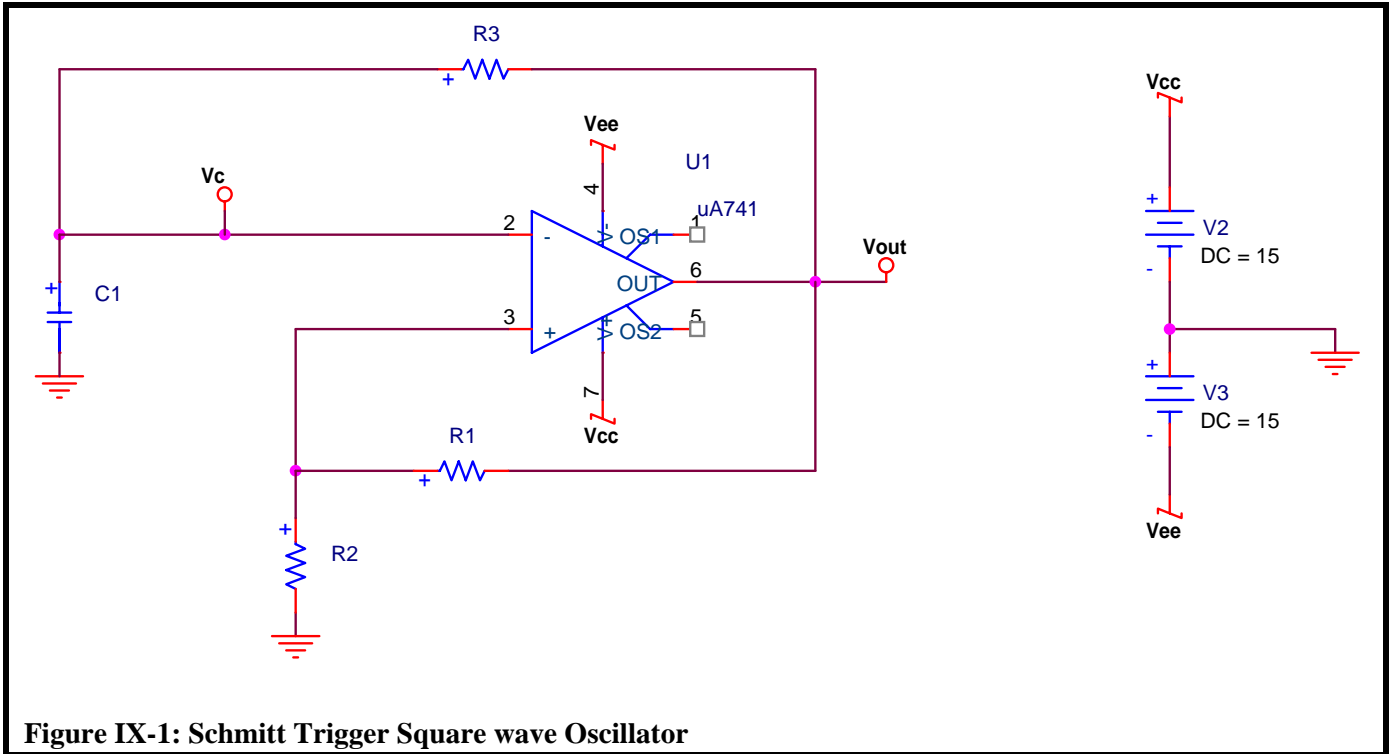 R3
+
Vcc
Vee
U1
Vc
4
uA741
+
V2
DC = 15
-
2
-
V-
OS1
1
Vout
+
C1
OUT
6
3
+
V+
OS2
5
+
V3
DC = 15
-
7
Vcc
R1
+
Vee
+
R2
Figure IX-1: Schmitt Trigger Square wave Oscillator